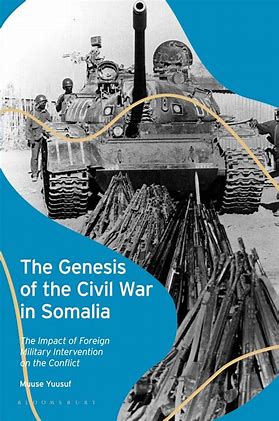 The Genesis
of the Civil War
in Somalia
The Impact of Foreign
Military Intervention
on the Conflict
Muuse Yuusuf
BLOOMSBURY